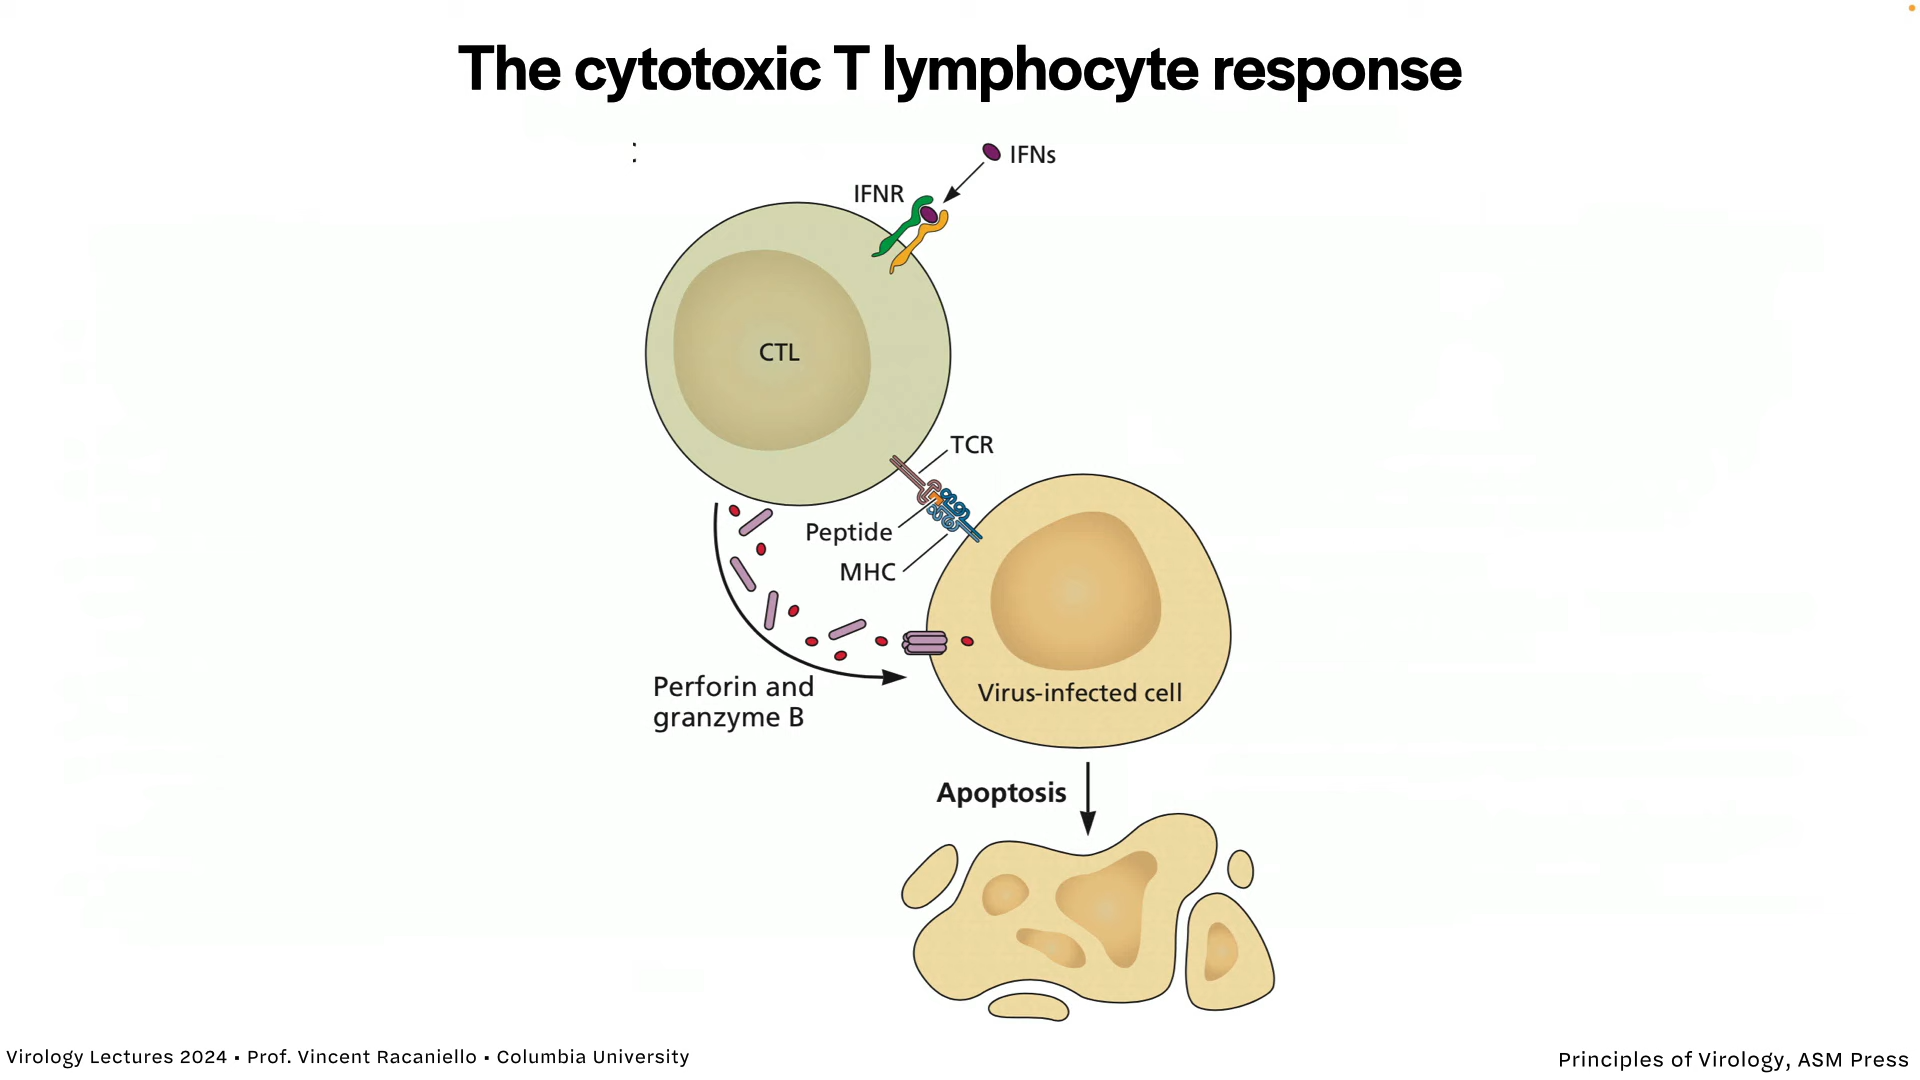 The cytotoxic T lymphocyte response
:
IFNs
IFNR
CTL
TCR
Peptide
MHC
Perforin and
granzyme B
Virus-infected cell
Apoptosis
Virology Lectures 2024 • Prof. Vincent Racaniello • Columbia University
Principles of Virology, ASM Press